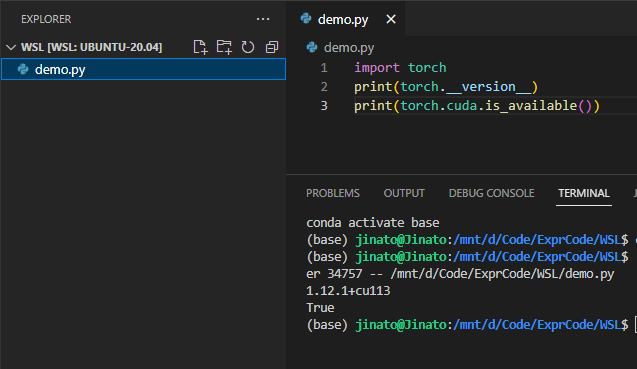 EXPLORER
WSL [WSL: UBUNTU-20.04]
demo.py
demo.py
demo.py
1 import torch
2 print(torch.__version__)
3 print(torch.cuda.is_available())
PROBLEMS OUTPUT DEBUG CONSOLE TERMINAL
conda activate base
(base) jinato@Jinato:/mnt/d/Code/ExprCode/WSL$
(base) jinato@Jinato:/mnt/d/Code/ExprCode/WSL$
er 34757 -- /mnt/d/Code/ExprCode/WSL/demo.py
1.12.1+cu113
True
(base) jinato@Jinato:/mnt/d/Code/ExprCode/WSL$